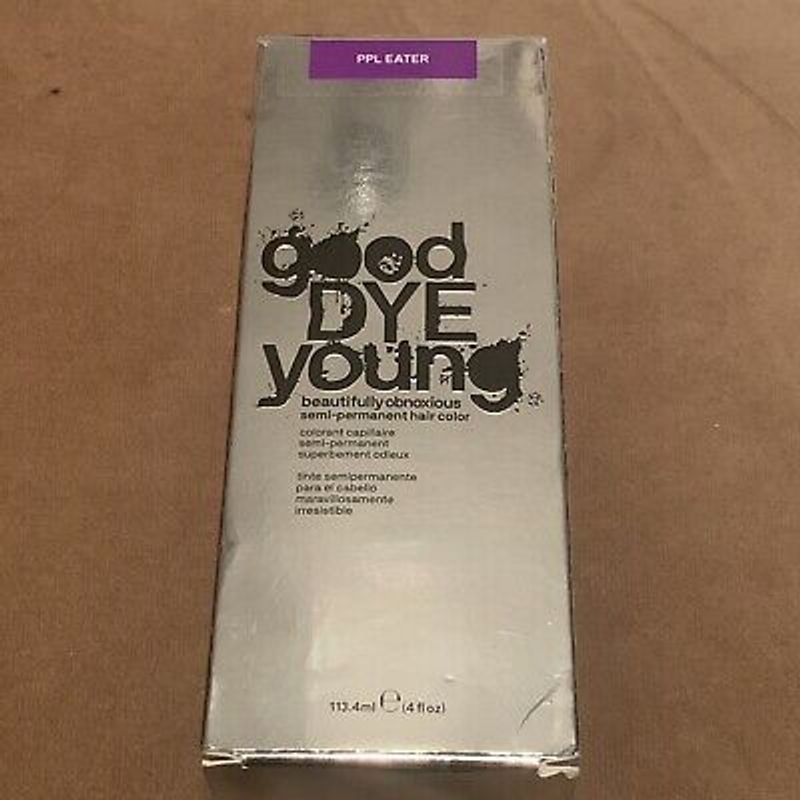 PPL EATER
good
DYE
young
beautifully obnoxious
semi-permanent hair color
colorant capillaire
semi-permanent
superbement odieux
tinte semipermanente
para el cabello
maravillosamente
irresistible
113.4ml ℮ (4 fl oz)